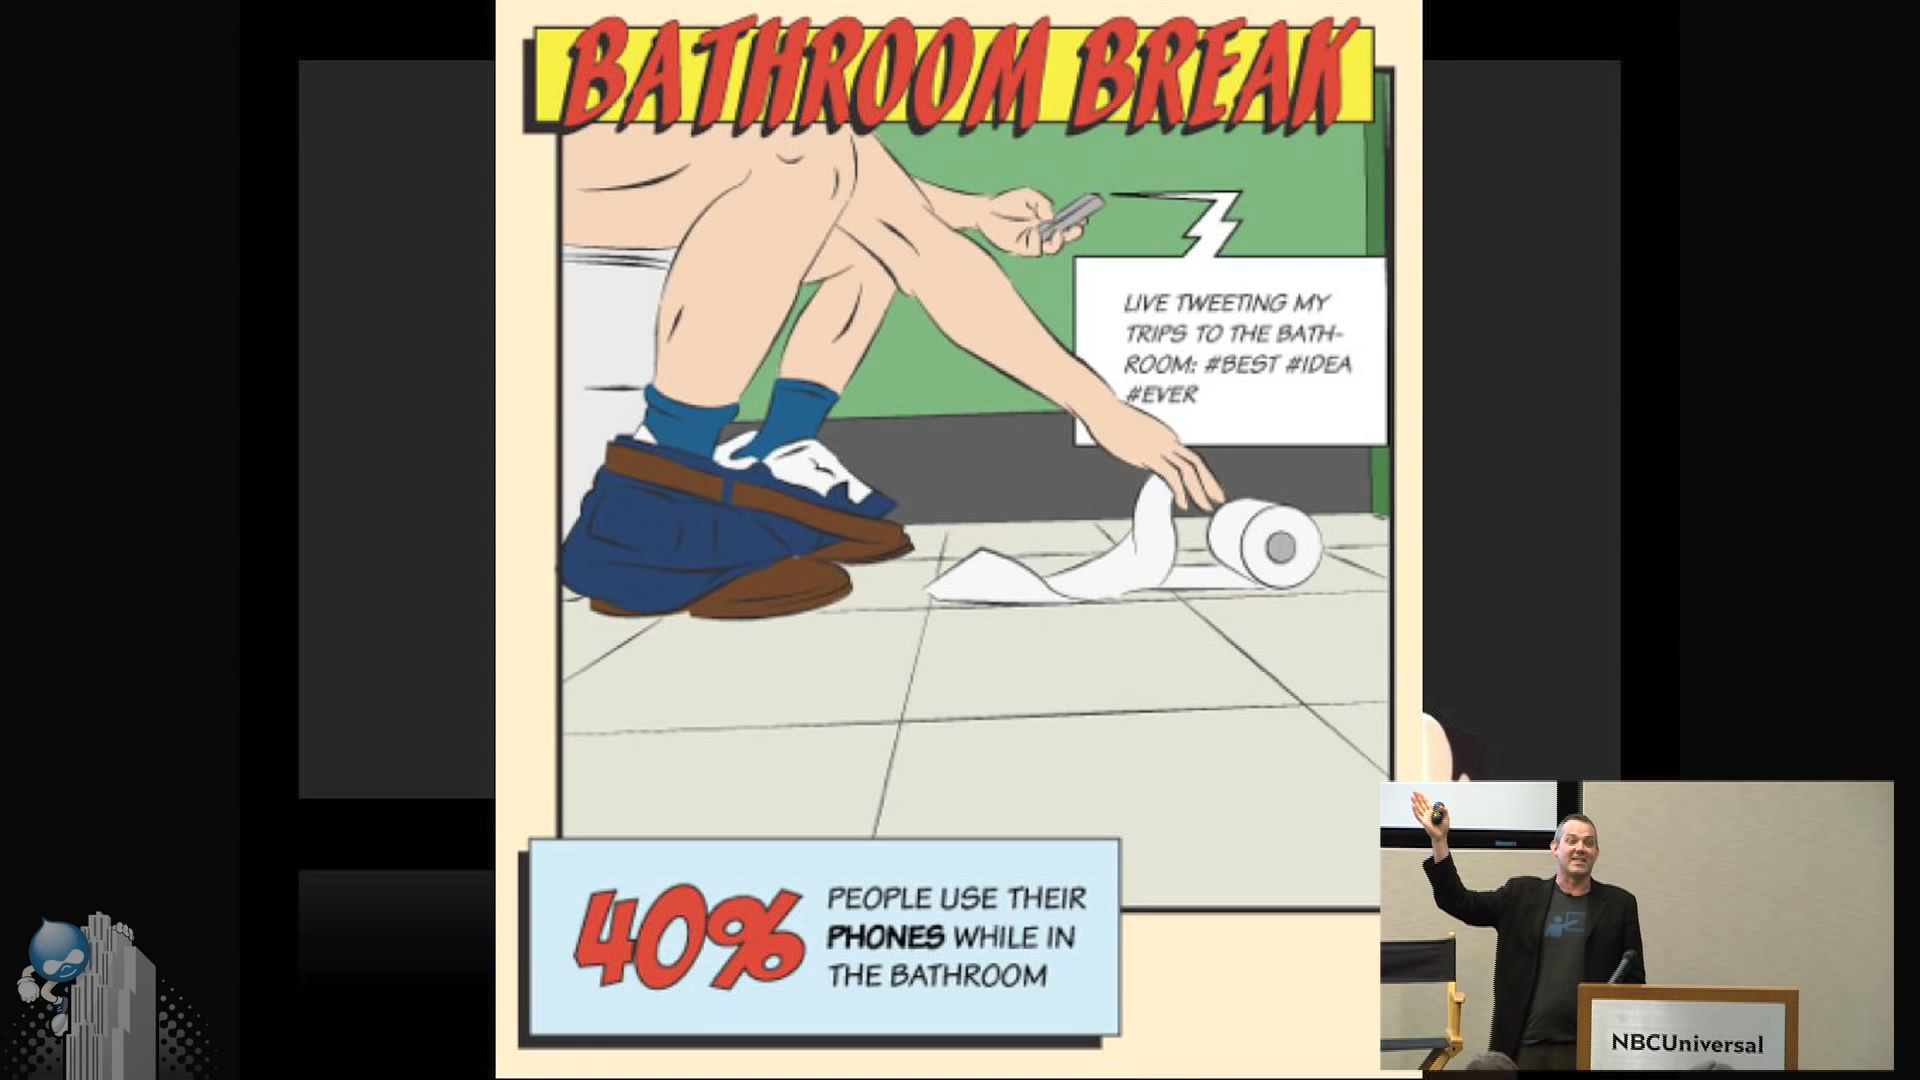 BATHROOM BREAK
LIVE TWEETING MY
TRIPS TO THE BATH-
ROOM: #BEST #IDEA
#EVER
40%
PEOPLE USE THEIR
PHONES WHILE IN
THE BATHROOM
NBCUniversal